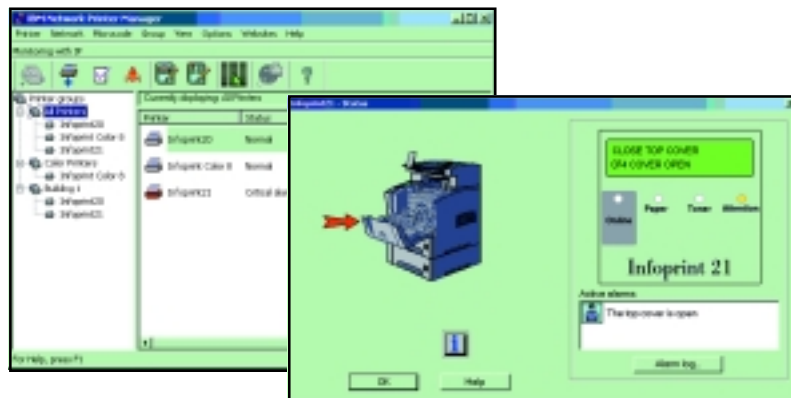 IBM Network Printer Manager
Printer Network Microcode Group View Options Websites Help
Monitoring with IP
Printer groups
All Printers
Infoprint20
Infoprint Color 8
Infoprint21
Color Printers
Infoprint Color 8
Building 1
Infoprint20
Infoprint21
Currently displaying: All Printers
Printer Status
Infoprint20 Normal
Infoprint Color 8 Normal
Infoprint21 Critical
For Help, press F1
Infoprint21 - Status
CLOSE TOP COVER
COVER OPEN
Online Paper Toner Attention
Infoprint 21
Active alarms:
The top cover is open
Alarm log...
OK Help